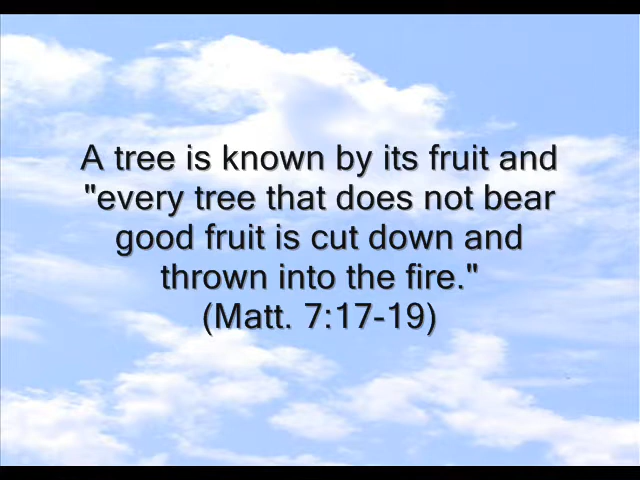 A tree is known by its fruit and
"every tree that does not bear
good fruit is cut down and
thrown into the fire."
(Matt. 7:17-19)